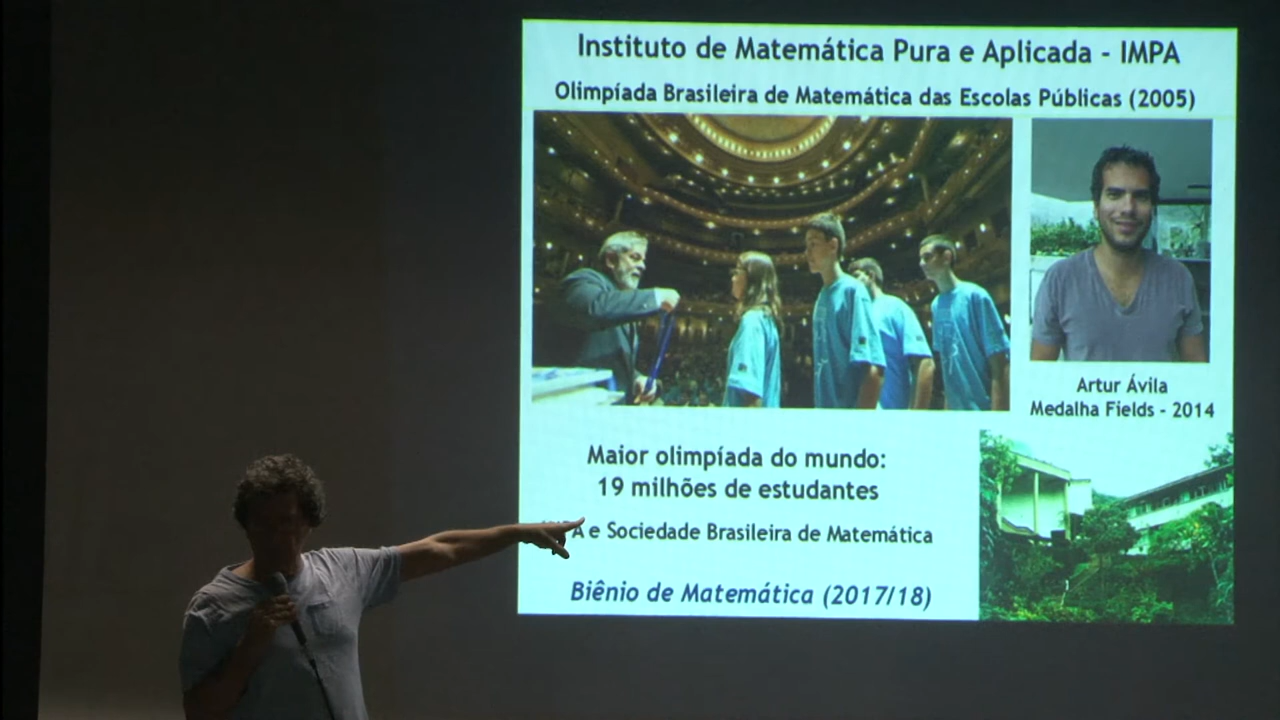 Instituto de Matemática Pura e Aplicada - IMPA
Olimpíada Brasileira de Matemática das Escolas Públicas (2005)
Artur Ávila
Medalha Fields - 2014
Maior olimpíada do mundo:
19 milhões de estudantes
e Sociedade Brasileira de Matemática
Biênio de Matemática (2017/18)